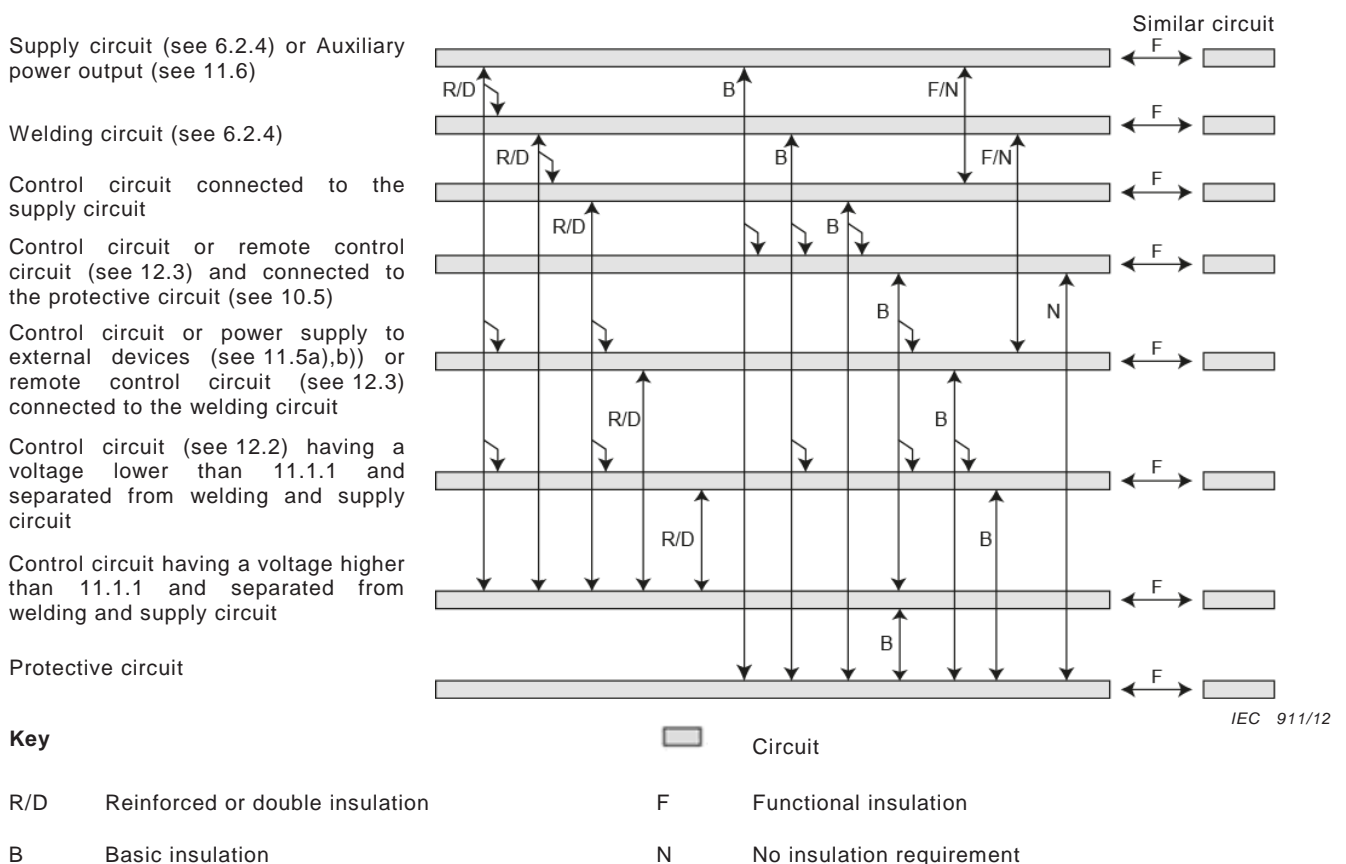 Similar circuit
Supply circuit (see 6.2.4) or Auxiliary
power output (see 11.6)
F
R/D
B
F/N
Welding circuit (see 6.2.4)
F
R/D
B
F/N
Control circuit connected to the
supply circuit
F
R/D
B
Control circuit or remote control
circuit (see 12.3) and connected to
the protective circuit (see 10.5)
F
B
N
Control circuit or power supply to
external devices (see 11.5a),b)) or
remote control circuit (see 12.3)
connected to the welding circuit
F
R/D
B
Control circuit (see 12.2) having a
voltage lower than 11.1.1 and
separated from welding and supply
circuit
F
R/D
B
Control circuit having a voltage higher
than 11.1.1 and separated from
welding and supply circuit
F
B
Protective circuit
F
IEC 911/12
Key
Circuit
R/D Reinforced or double insulation
F Functional insulation
B Basic insulation
N No insulation requirement